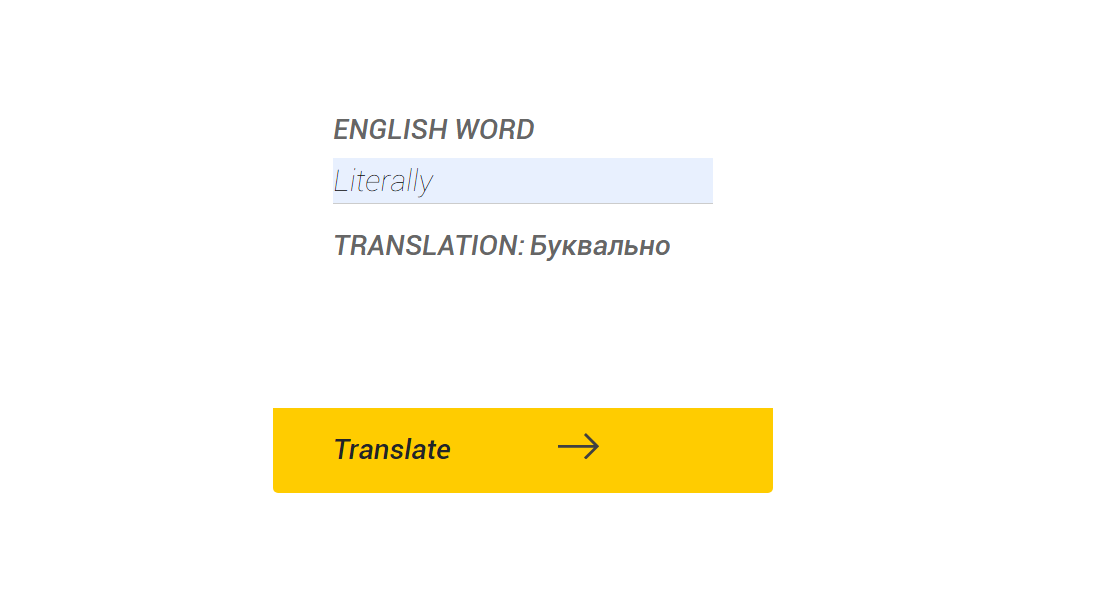 ENGLISH WORD
Literally
TRANSLATION: Буквально
Translate